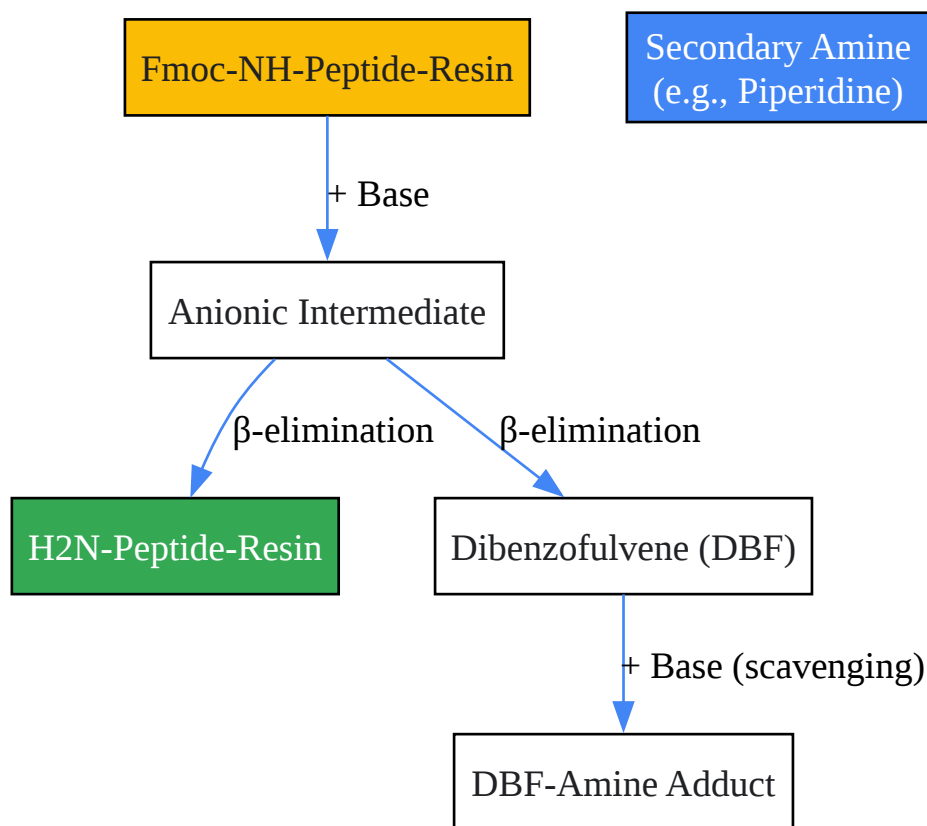 Fmoc-NH-Peptide-Resin
Secondary Amine
(e.g., Piperidine)
+ Base
Anionic Intermediate
β-elimination
β-elimination
H2N-Peptide-Resin
Dibenzofulvene (DBF)
+ Base (scavenging)
DBF-Amine Adduct